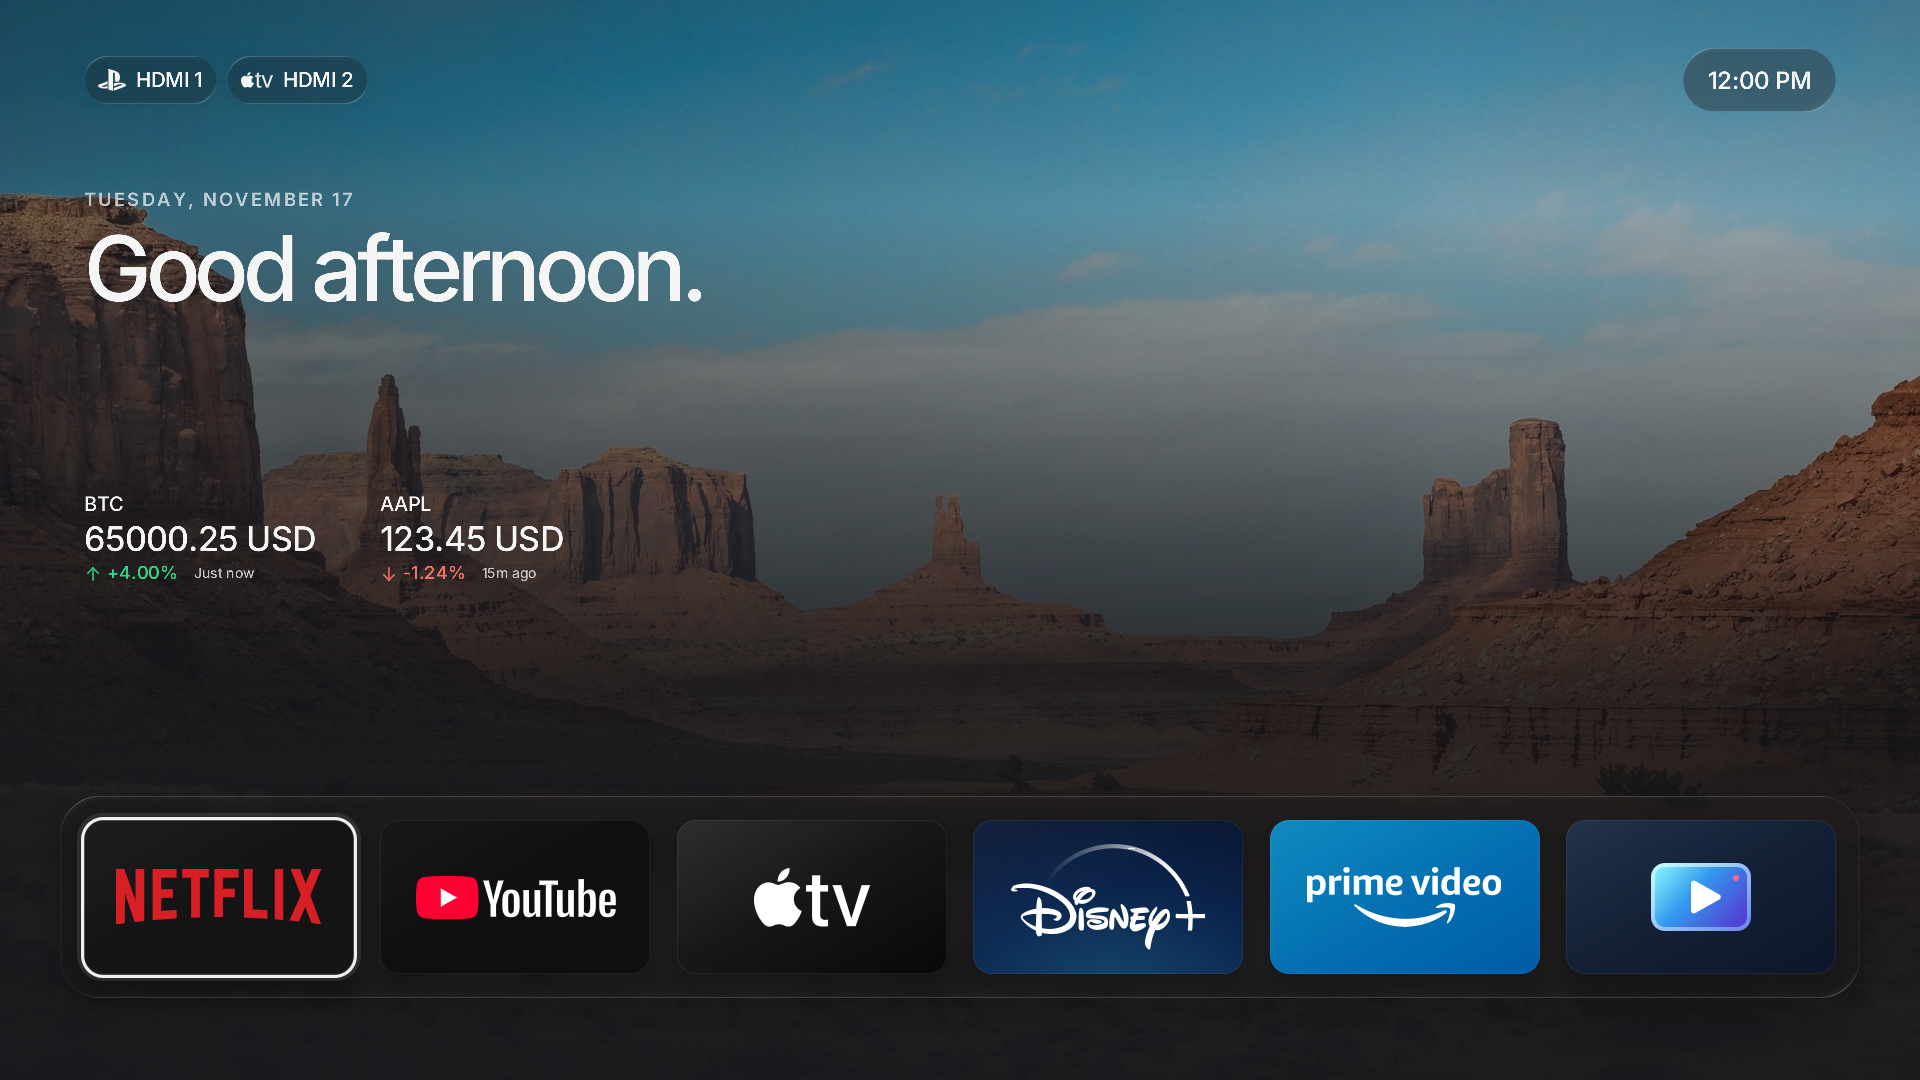 HDMI 1
tv HDMI 2
12:00 PM
TUESDAY, NOVEMBER 17
Good afternoon.
BTC
65000.25 USD
+4.00% Just now
AAPL
123.45 USD
-1.24% 15m ago
NETFLIX
YouTube
tv
Disney+
prime video